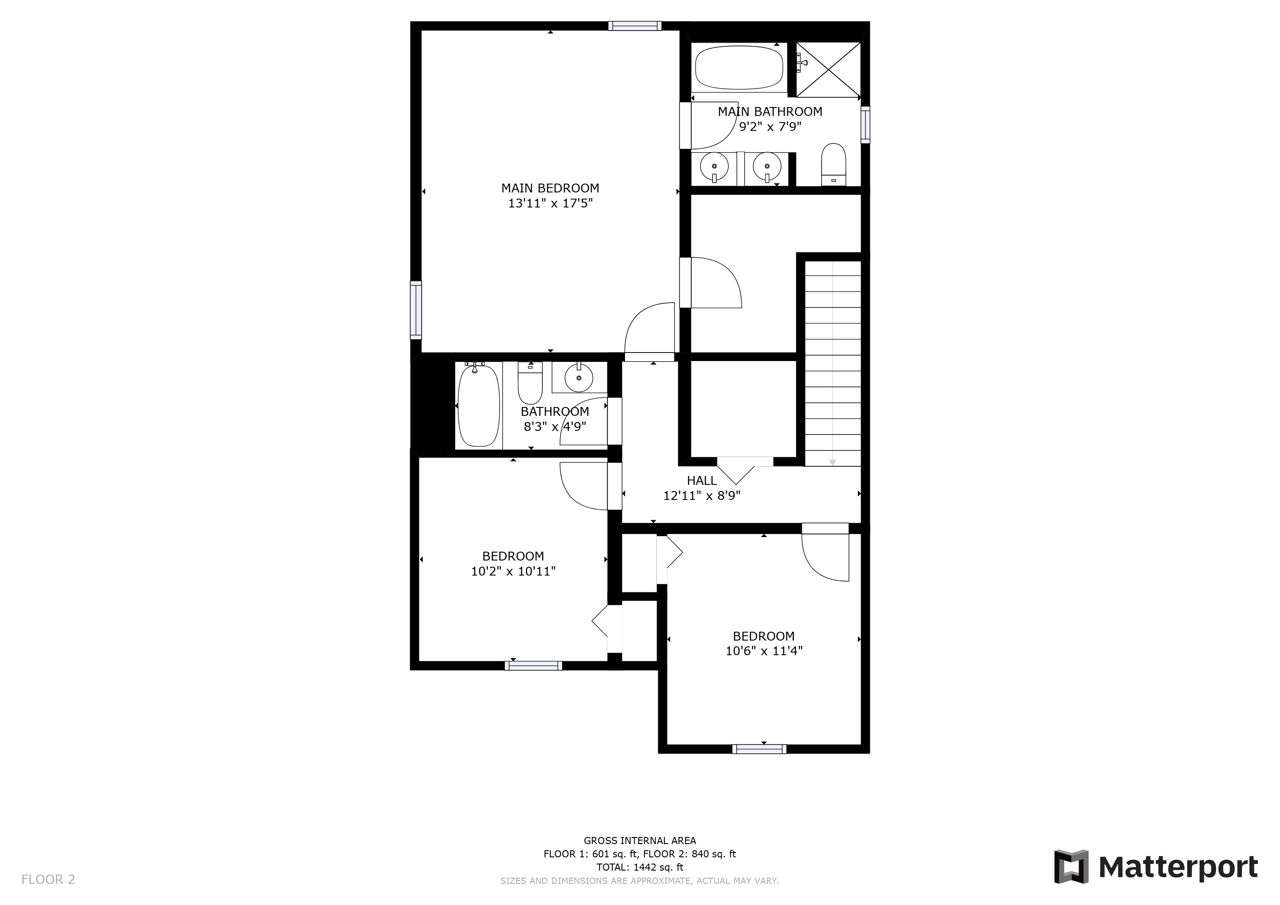 MAIN BATHROOM
9'2" x 7'9"
MAIN BEDROOM
13'11" x 17'5"
BATHROOM
8'3" x 4'9"
HALL
12'11" x 8'9"
BEDROOM
10'2" x 10'11"
BEDROOM
10'6" x 11'4"
GROSS INTERNAL AREA
FLOOR 1: 601 sq. ft, FLOOR 2: 840 sq. ft
TOTAL: 1442 sq. ft
SIZES AND DIMENSIONS ARE APPROXIMATE, ACTUAL MAY VARY.
FLOOR 2
Matterport